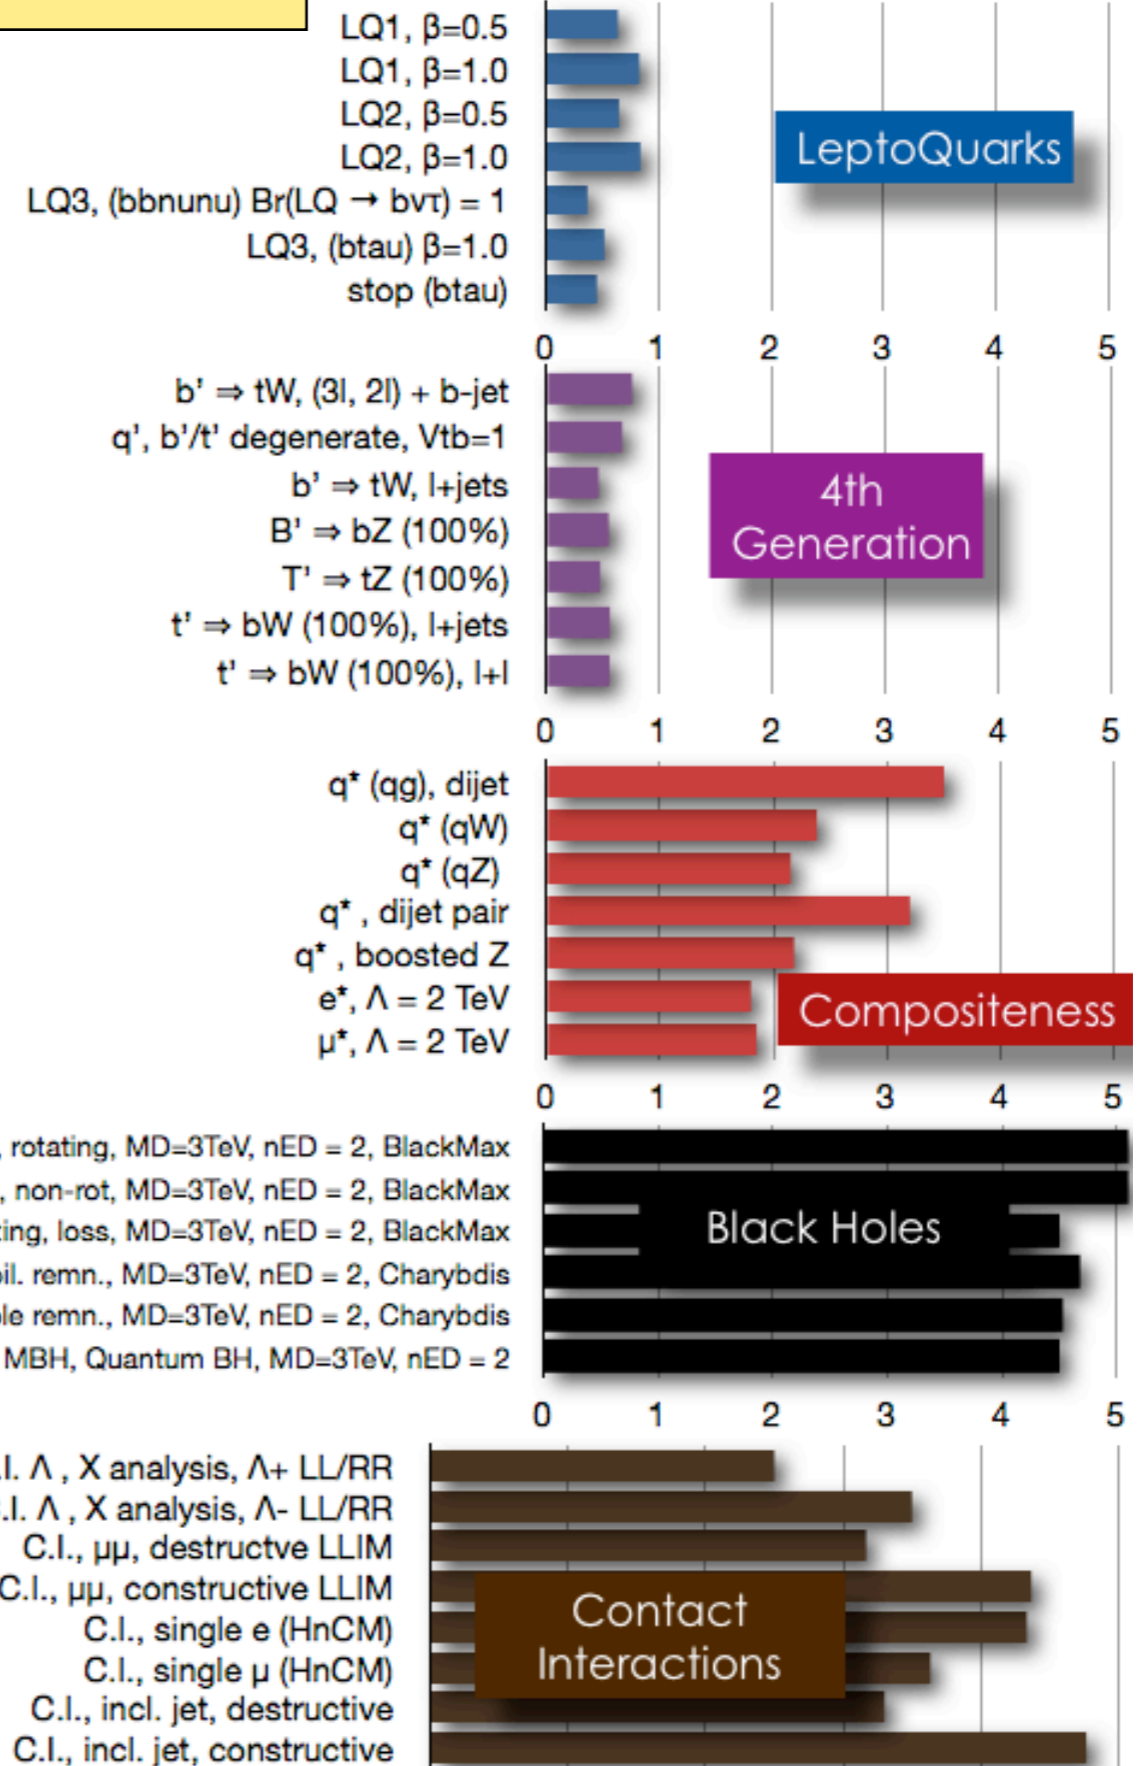 LQ1, β=0.5
LQ1, β=1.0
LQ2, β=0.5
LQ2, β=1.0
LQ3, (bbnunu) Br(LQ → bντ) = 1
LQ3, (btau) β=1.0
stop (btau)
LeptoQuarks
0 1 2 3 4 5
b' ⇒ tW, (3l, 2l) + b-jet
q', b'/t' degenerate, Vtb=1
b' ⇒ tW, l+jets
B' ⇒ bZ (100%)
T' ⇒ tZ (100%)
t' ⇒ bW (100%), l+jets
t' ⇒ bW (100%), l+l
4th
Generation
0 1 2 3 4 5
q* (qg), dijet
q* (qW)
q* (qZ)
q* , dijet pair
q* , boosted Z
e*, Λ = 2 TeV
μ*, Λ = 2 TeV
Compositeness
0 1 2 3 4 5
, rotating, MD=3TeV, nED = 2, BlackMax
, non-rot, MD=3TeV, nED = 2, BlackMax
ting, loss, MD=3TeV, nED = 2, BlackMax
oil. remn., MD=3TeV, nED = 2, Charybdis
ole remn., MD=3TeV, nED = 2, Charybdis
MBH, Quantum BH, MD=3TeV, nED = 2
Black Holes
0 1 2 3 4 5
.I. Λ , X analysis, Λ+ LL/RR
.I. Λ , X analysis, Λ- LL/RR
C.I., μμ, destructve LLIM
C.I., μμ, constructive LLIM
C.I., single e (HnCM)
C.I., single μ (HnCM)
C.I., incl. jet, destructive
C.I., incl. jet, constructive
Contact
Interactions